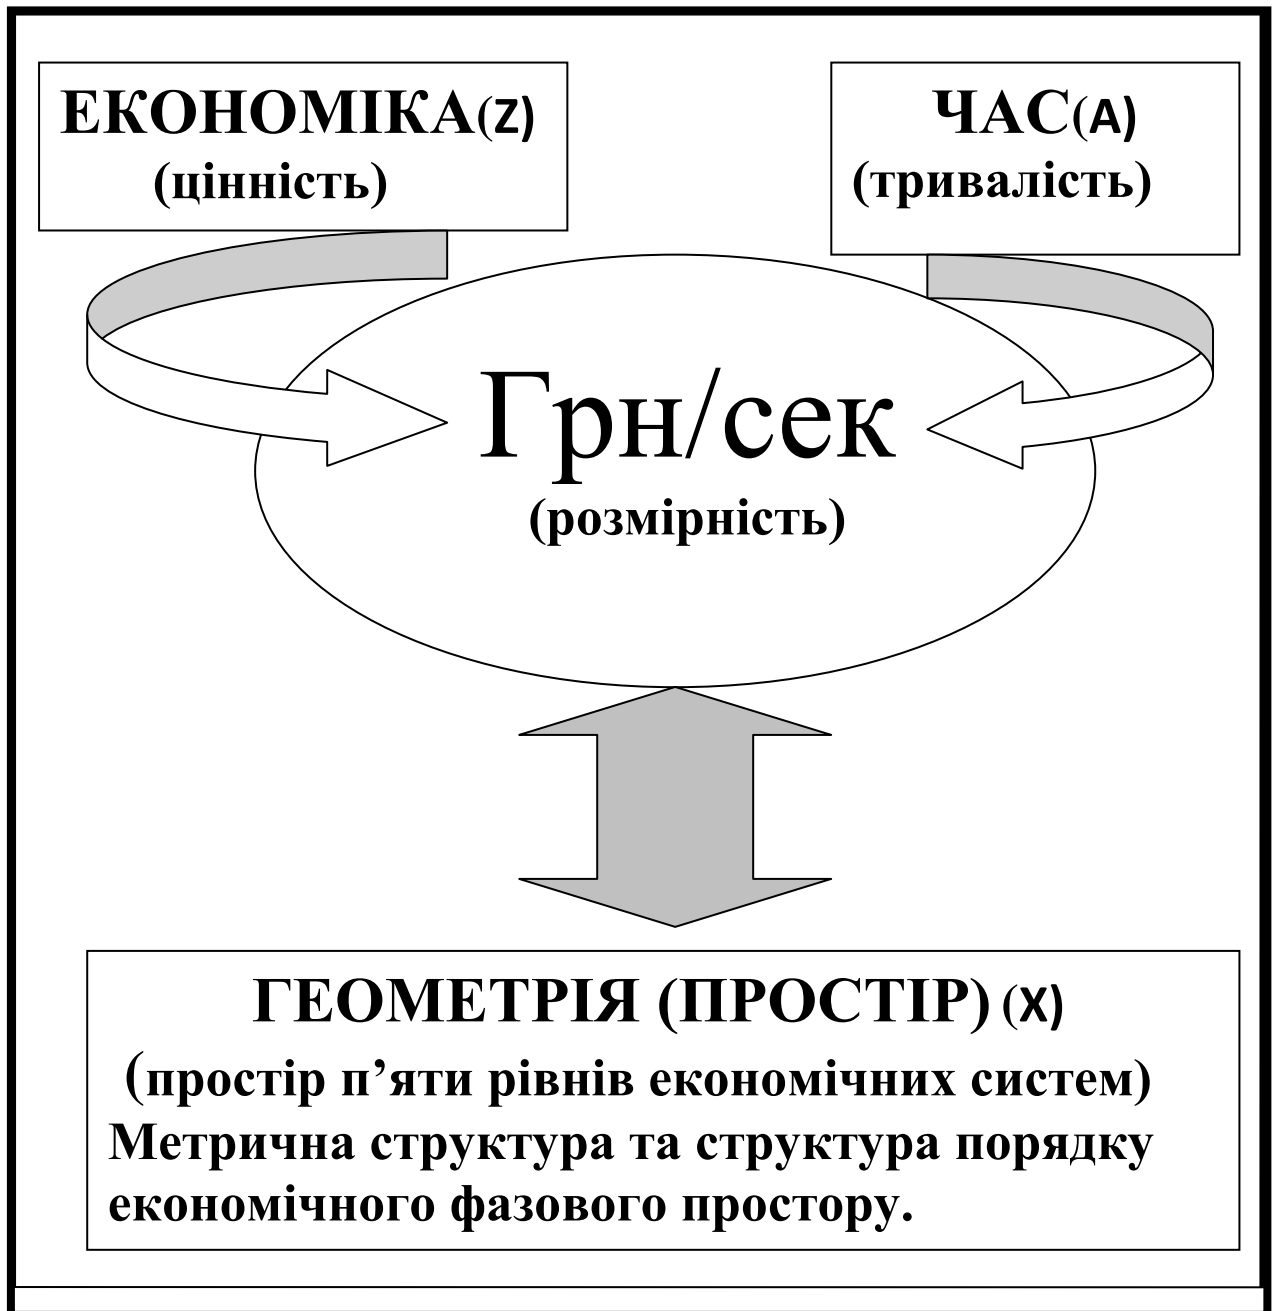 ЕКОНОМІКА(Z)
(цінність)
ЧАС(А)
(тривалість)
Грн/сек
(розмірність)
ГЕОМЕТРІЯ (ПРОСТІР) (Х)
(простір п’яти рівнів економічних систем)
Метрична структура та структура порядку
економічного фазового простору.